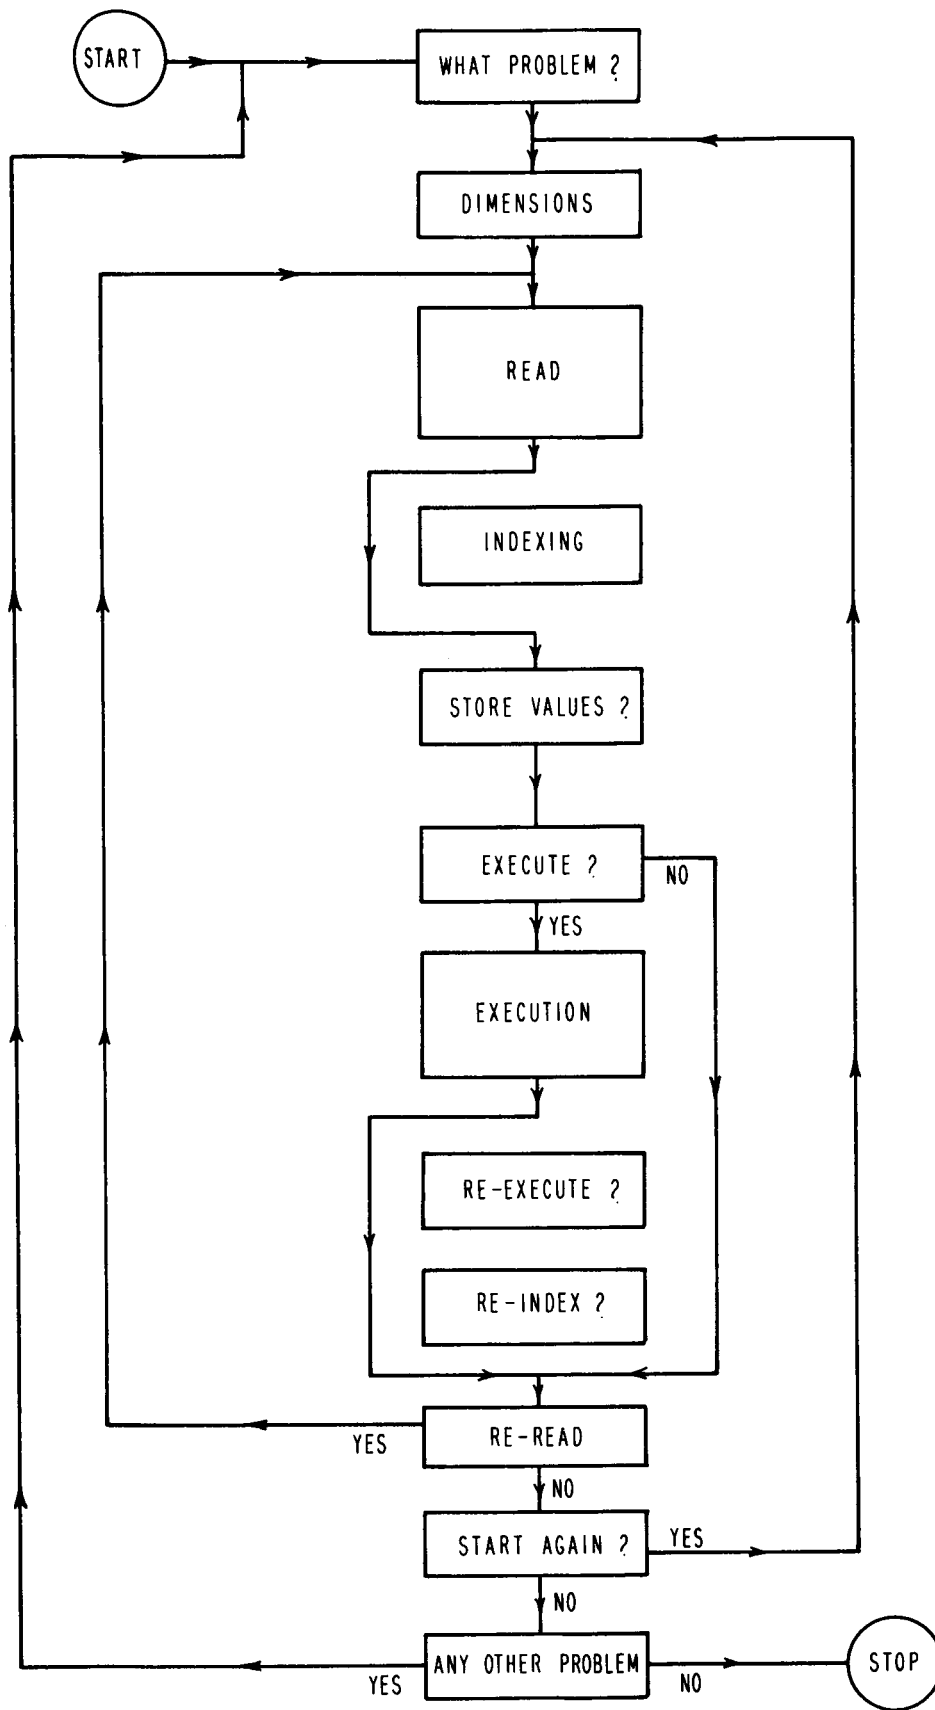 START
WHAT PROBLEM ?
DIMENSIONS
READ
INDEXING
STORE VALUES ?
EXECUTE ?
NO
YES
EXECUTION
RE-EXECUTE ?
RE-INDEX ?
RE-READ
YES
NO
START AGAIN ?
YES
NO
ANY OTHER PROBLEM
YES
NO
STOP